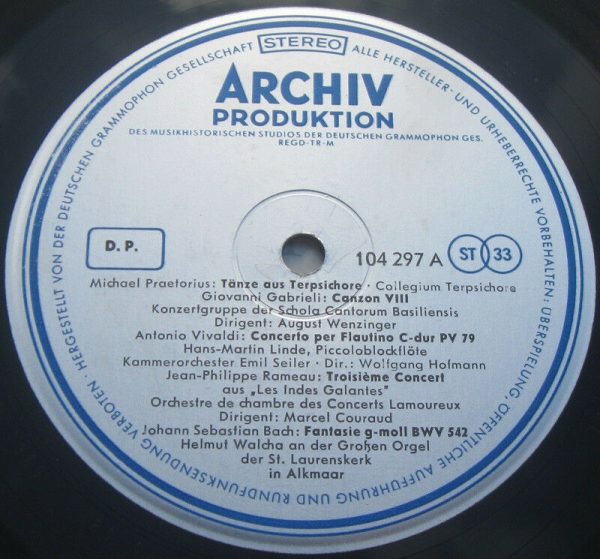 HERGESTELLT VON DER DEUTSCHEN GRAMMOPHON GESELLSCHAFT STEREO ALLE HERSTELLER- UND URHEBERRECHTE VORBEHALTEN: ÜBERSPIELUNG · ÖFFENTLICHE AUFFÜHRUNG UND RUNDFUNKSENDUNG VERBOTEN ·
ARCHIV
PRODUKTION
DES MUSIKHISTORISCHEN STUDIOS DER DEUTSCHEN GRAMMOPHON GES.
REGD-TR-M
D. P.
104 297 A ST 33
Michael Praetorius: Tänze aus Terpsichore · Collegium Terpsichore
Giovanni Gabrieli: Canzon VIII
Konzertgruppe der Schola Cantorum Basiliensis
Dirigent: August Wenzinger
Antonio Vivaldi: Concerto per Flautino C-dur PV 79
Hans-Martin Linde, Piccoloblockflöte
Kammerorchester Emil Seiler · Dir.: Wolfgang Hofmann
Jean-Philippe Rameau: Troisième Concert
aus „Les Indes Galantes"
Orchestre de chambre des Concerts Lamoureux
Dirigent: Marcel Couraud
Johann Sebastian Bach: Fantasie g-moll BWV 542
Helmut Walcha an der Großen Orgel
der St. Laurenskerk
in Alkmaar